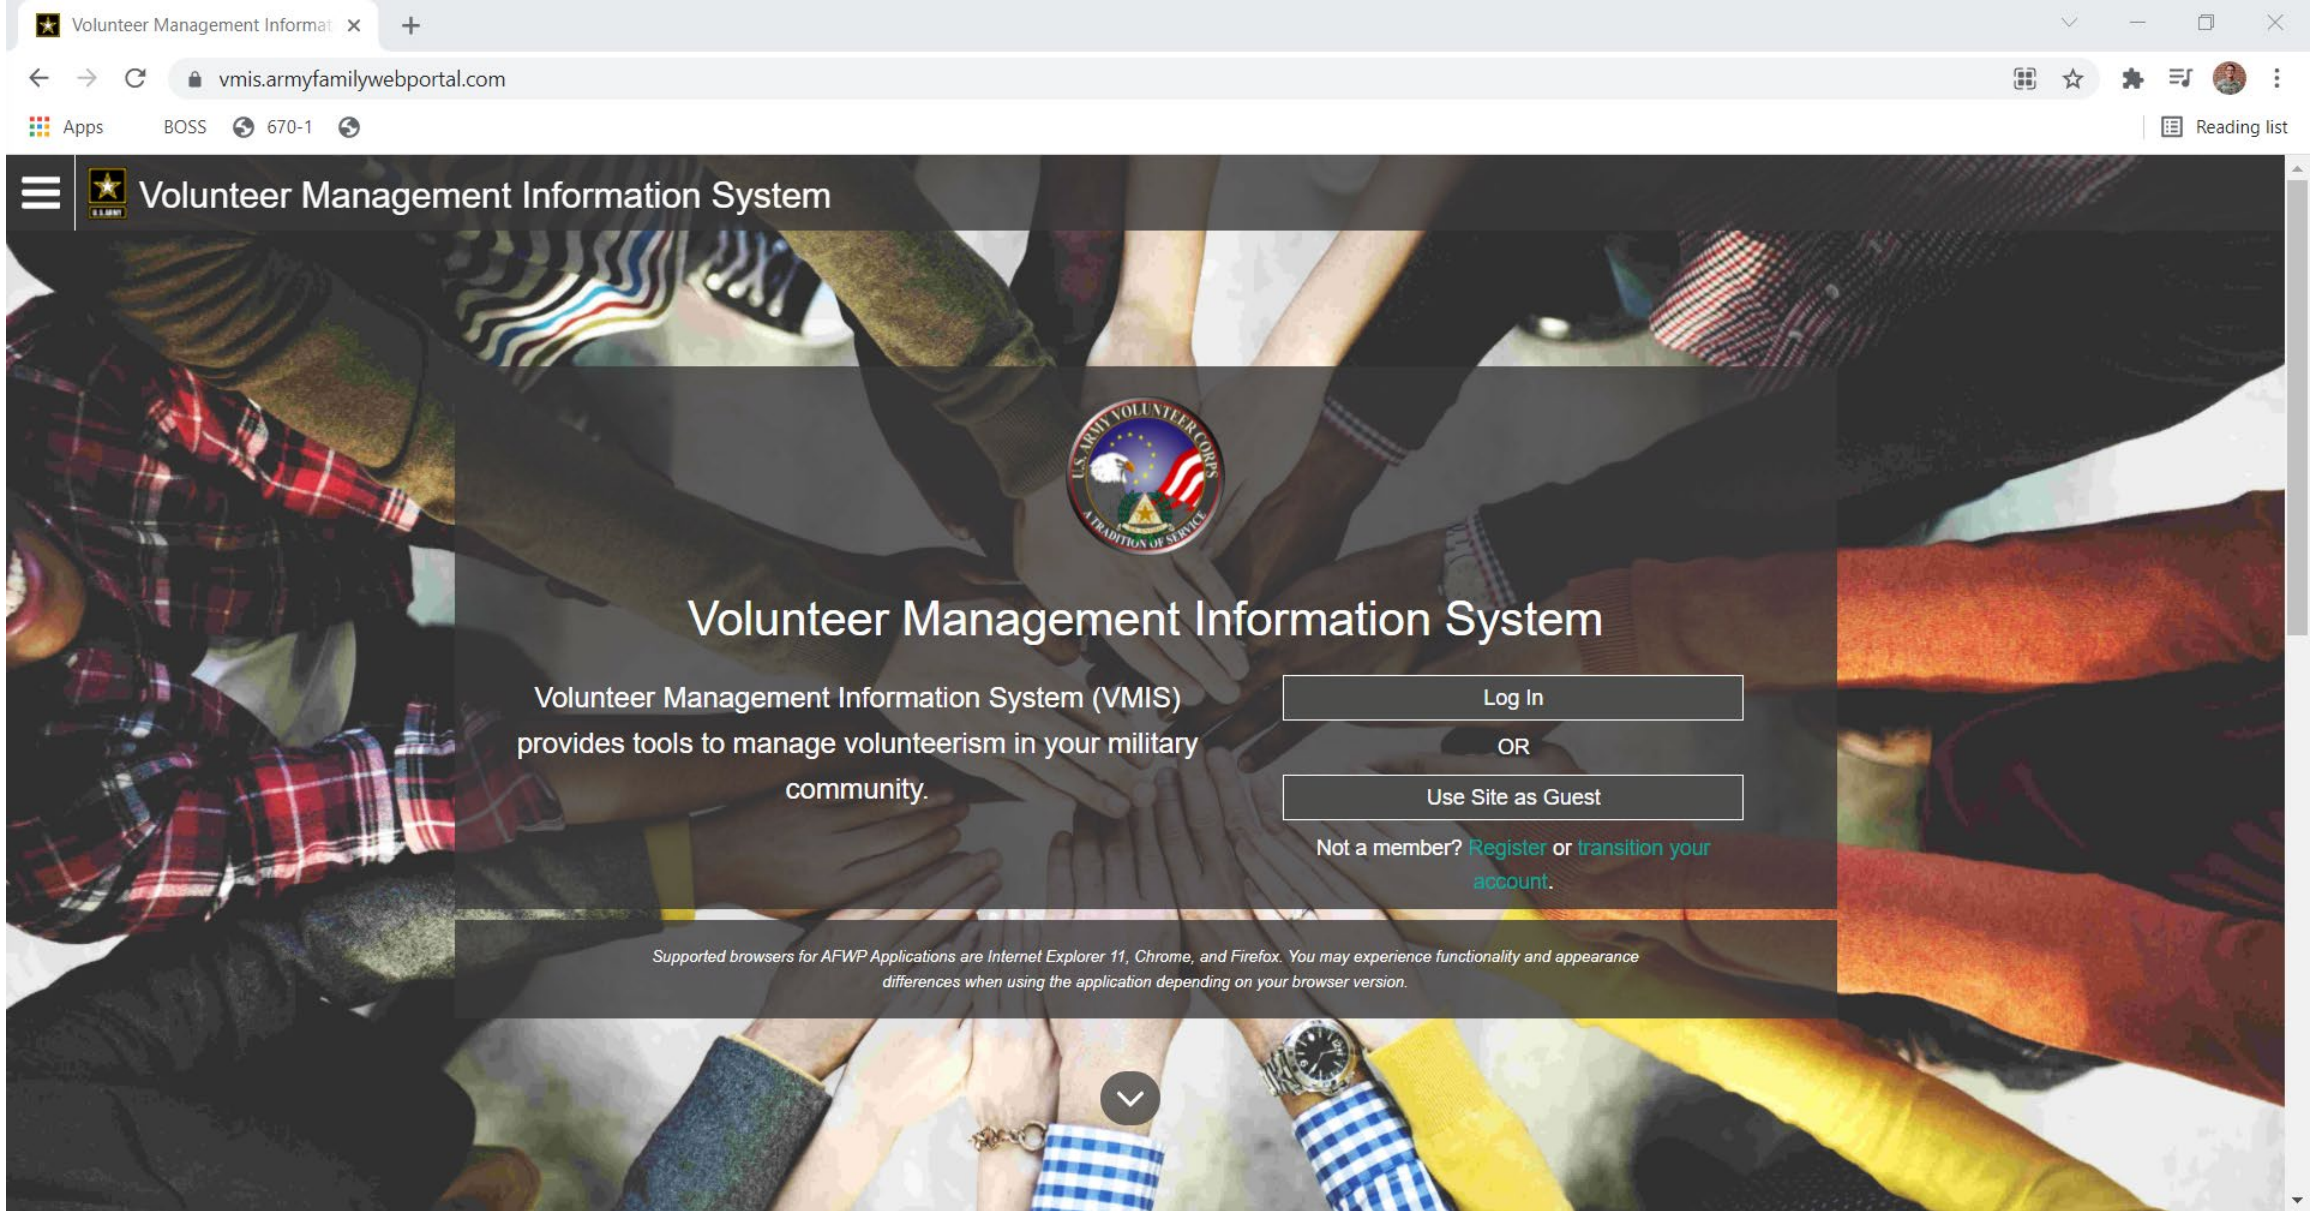 Volunteer Management Informat
vmis.armyfamilywebportal.com
Apps BOSS 670-1 Reading list
U.S. ARMY
Volunteer Management Information System
U.S. ARMY VOLUNTEER CORPS
A TRADITION OF SERVICE
Volunteer Management Information System
Volunteer Management Information System (VMIS)
provides tools to manage volunteerism in your military
community.
Log In
OR
Use Site as Guest
Not a member? Register or transition your
account.
Supported browsers for AFWP Applications are Internet Explorer 11, Chrome, and Firefox. You may experience functionality and appearance
differences when using the application depending on your browser version.